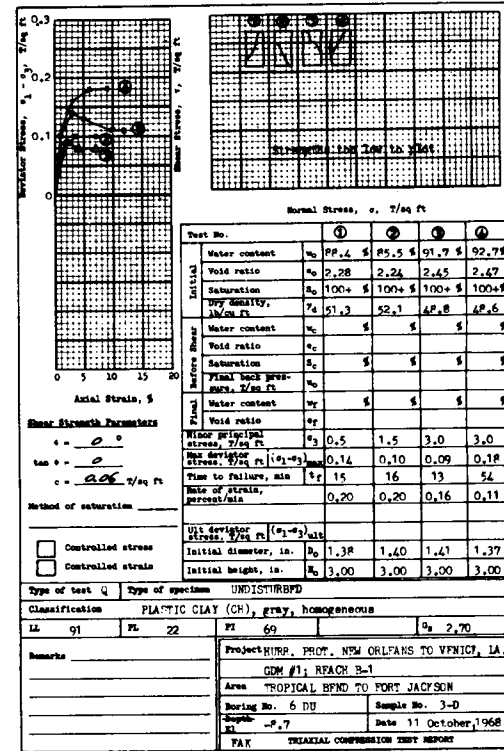 Deviator Stress, σ₁ - σ₃, T/sq ft
0.3
0.2
0.1
0
0 5 10 15 20
Axial Strain, %
Shear Stress, τ, T/sq ft
① ② ③ ④
Strengths too low to plot
Normal Stress, σ, T/sq ft
Shear Strength Parameters
ϕ = 0 °
tan ϕ = 0
c = 0.06 T/sq ft
Method of saturation
Controlled stress
Controlled strain
Test No. ① ② ③ ④
Initial
Water content w₀ 88.4 % 85.5 % 91.7 % 92.7%
Void ratio e₀ 2.28 2.24 2.45 2.47
Saturation S₀ 100+ % 100+ % 100+ % 100+%
Dry density, lb/cu ft γd 51.3 52.1 48.8 48.6
Before Shear
Water content wc % % % %
Void ratio ec
Saturation Sc % % % %
Final back pressure, T/sq ft u₀
Final
Water content wf % % % %
Void ratio ef
Minor principal stress, T/sq ft σ₃ 0.5 1.5 3.0 3.0
Max deviator stress, T/sq ft (σ₁-σ₃)max 0.14 0.10 0.09 0.18
Time to failure, min tf 15 16 13 54
Rate of strain, percent/min 0.20 0.20 0.16 0.11
Ult deviator stress, T/sq ft (σ₁-σ₃)ult
Initial diameter, in. D₀ 1.38 1.40 1.41 1.37
Initial height, in. H₀ 3.00 3.00 3.00 3.00
Type of test Q Type of specimen UNDISTURBED
Classification PLASTIC CLAY (CH), gray, homogeneous
LL 91 PL 22 PI 69 Gs 2.70
Remarks
Project HURR. PROT. NEW ORLEANS TO VENICE, LA.
GDM #1; REACH B-1
Area TROPICAL BEND TO FORT JACKSON
Boring No. 6 DU Sample No. 3-D
Depth El -8.7 Date 11 October, 1968
FAK TRIAXIAL COMPRESSION TEST REPORT